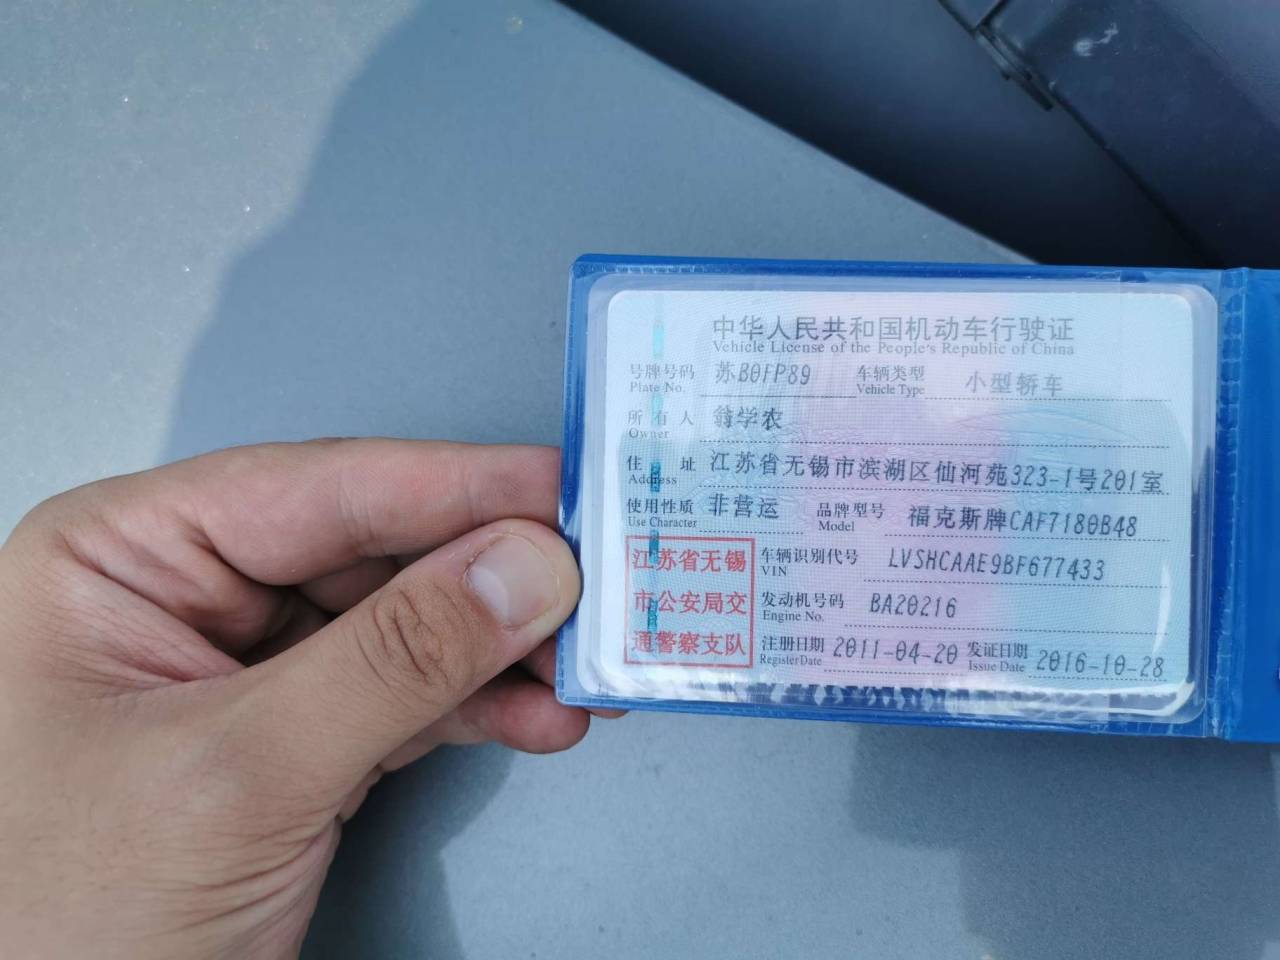 中华人民共和国机动车行驶证
Vehicle License of the People's Republic of China
号牌号码 苏B0FP89 车辆类型 小型轿车
Plate No. Vehicle Type
所有人 翁学农
Owner
住址 江苏省无锡市滨湖区仙河苑323-1号201室
Address
使用性质 非营运 品牌型号 福克斯牌CAF7180B48
Use Character Model
江苏省无锡 车辆识别代号 LVSHCAAE9BF677433
VIN
市公安局交 发动机号码 BA20216
Engine No.
通警察支队 注册日期 2011-04-20 发证日期 2016-10-28
Register Date Issue Date